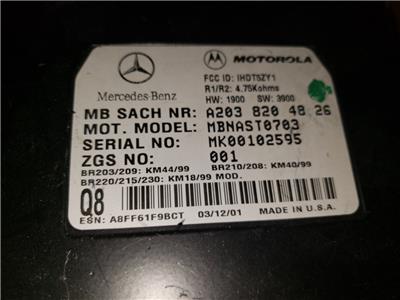 MOTOROLA
Mercedes-Benz
FCC ID: IHDT5ZY1
R1/R2: 4.75Kohms
HW: 1900 SW: 3900
MB SACH NR: A203 820 48 26
MOT. MODEL: MBNAST0703
SERIAL NO: MK00102595
ZGS NO: 001
BR203/209: KM44/99 BR210/208: KM40/99
BR220/215/230: KM18/99 MOD.
Q8
ESN: A8FF61F9BCT 03/12/01 MADE IN U.S.A.